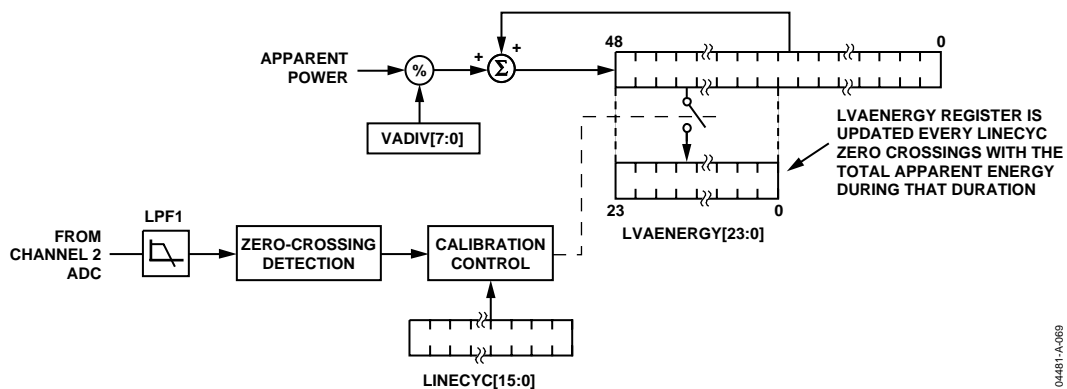 48
0
+
+
APPARENT
POWER
%
Σ
VADIV[7:0]
LVAENERGY REGISTER IS
UPDATED EVERY LINECYC
ZERO CROSSINGS WITH THE
TOTAL APPARENT ENERGY
DURING THAT DURATION
23
0
LVAENERGY[23:0]
LPF1
FROM
CHANNEL 2
ADC
ZERO-CROSSING
DETECTION
CALIBRATION
CONTROL
LINECYC[15:0]
04481-A-069